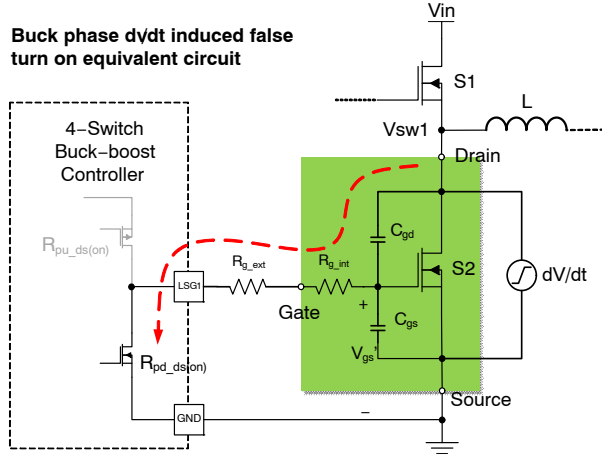 Buck phase dv/dt induced false
turn on equivalent circuit
Vin
S1
L
Vsw1
4−Switch
Buck−boost
Controller
Drain
Rpu_ds(on)
Cgd
Rg_ext
Rg_int
S2
dV/dt
LSG1
Gate
+
Cgs
Rpd_ds(on)
Vgs'
GND
−
Source